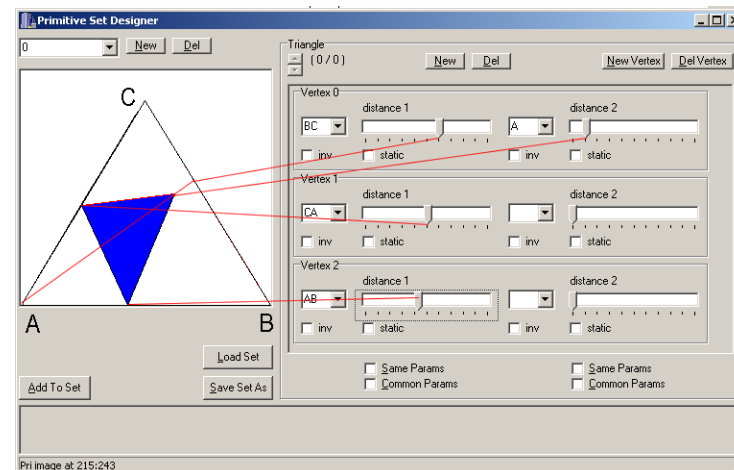 Primitive Set Designer
0 New Del
Triangle
(0/0) New Del New Vertex Del Vertex
Vertex 0
distance 1 distance 2
BC A
inv static inv static
Vertex 1
distance 1 distance 2
CA
inv static inv static
Vertex 2
distance 1 distance 2
AB
inv static inv static
C
A B
Load Set
Add To Set Save Set As
Same Params Same Params
Common Params Common Params
Pri image at 215:243